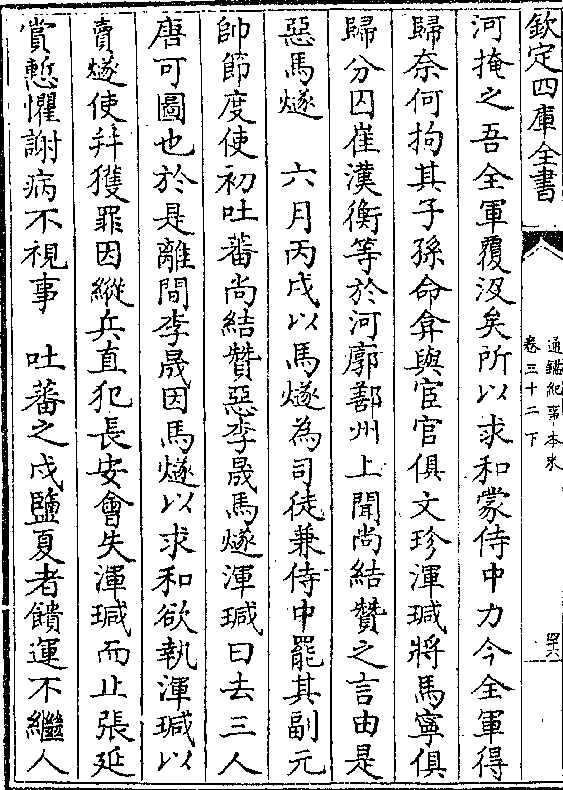 欽定四庫全書
通鑑紀事本末
卷三十二下
河掩之吾全軍覆没矣所以求和蒙侍中力今全軍得
歸奈何拘其子孫命弇與宦官俱文珍渾瑊將馬寧俱
歸分囚崔漢衡等於河廓鄯州上聞尚結贊之言由是
惡馬燧　六月丙戌以馬燧為司徒兼侍中罷其副元
帥節度使初吐蕃尚結贊惡李晟馬燧渾瑊曰去三人
唐可圖也於是離間李晟因馬燧以求和欲執渾瑊以
賣燧使并獲罪因縱兵直犯長安會失渾瑊而止張延
賞慙懼謝病不視事　吐蕃之戍鹽夏者饋運不繼人